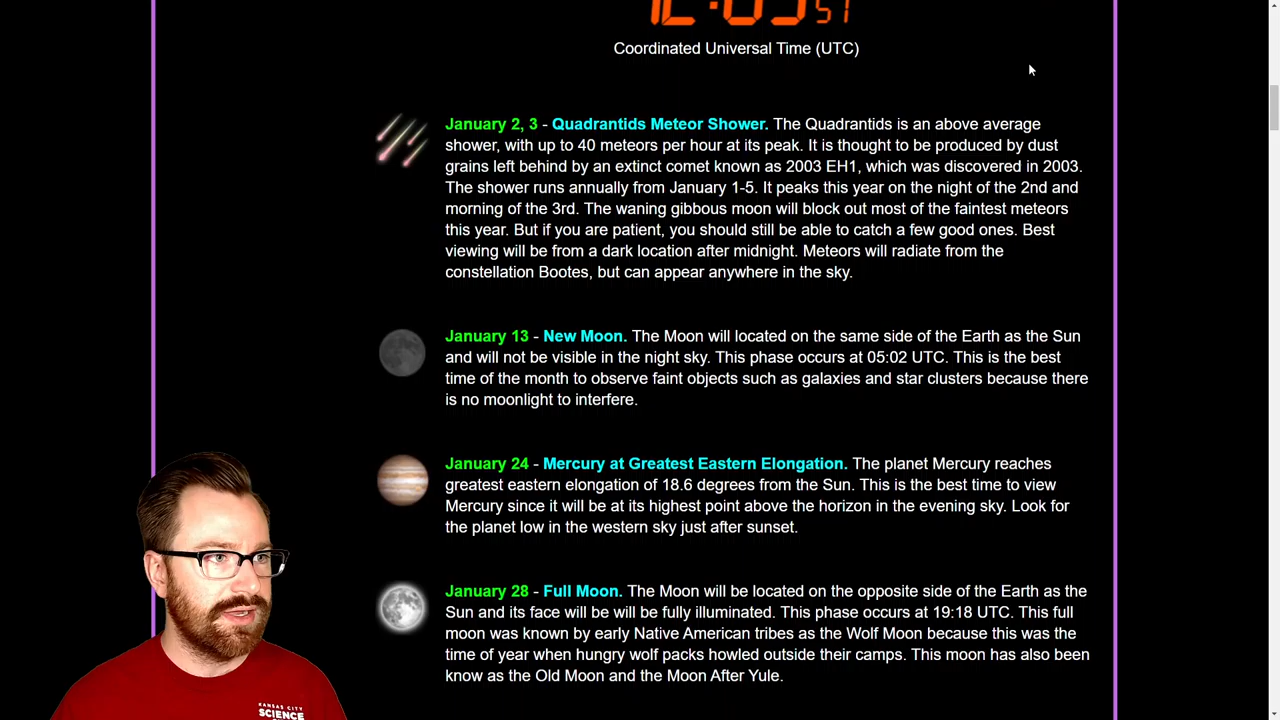 Coordinated Universal Time (UTC)
January 2, 3 - Quadrantids Meteor Shower. The Quadrantids is an above average
shower, with up to 40 meteors per hour at its peak. It is thought to be produced by dust
grains left behind by an extinct comet known as 2003 EH1, which was discovered in 2003.
The shower runs annually from January 1-5. It peaks this year on the night of the 2nd and
morning of the 3rd. The waning gibbous moon will block out most of the faintest meteors
this year. But if you are patient, you should still be able to catch a few good ones. Best
viewing will be from a dark location after midnight. Meteors will radiate from the
constellation Bootes, but can appear anywhere in the sky.
January 13 - New Moon. The Moon will located on the same side of the Earth as the Sun
and will not be visible in the night sky. This phase occurs at 05:02 UTC. This is the best
time of the month to observe faint objects such as galaxies and star clusters because there
is no moonlight to interfere.
January 24 - Mercury at Greatest Eastern Elongation. The planet Mercury reaches
greatest eastern elongation of 18.6 degrees from the Sun. This is the best time to view
Mercury since it will be at its highest point above the horizon in the evening sky. Look for
the planet low in the western sky just after sunset.
January 28 - Full Moon. The Moon will be located on the opposite side of the Earth as the
Sun and its face will be will be fully illuminated. This phase occurs at 19:18 UTC. This full
moon was known by early Native American tribes as the Wolf Moon because this was the
time of year when hungry wolf packs howled outside their camps. This moon has also been
know as the Old Moon and the Moon After Yule.
KANSAS CITY
SCIENCE